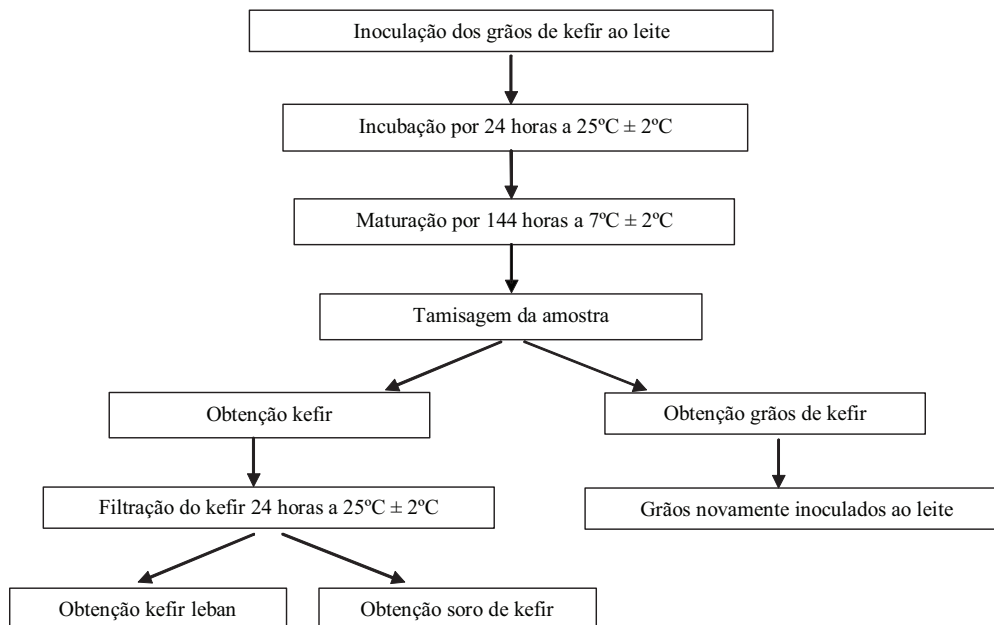 Inoculação dos grãos de kefir ao leite
Incubação por 24 horas a 25ºC ± 2ºC
Maturação por 144 horas a 7ºC ± 2ºC
Tamisagem da amostra
Obtenção kefir
Obtenção grãos de kefir
Filtração do kefir 24 horas a 25ºC ± 2ºC
Grãos novamente inoculados ao leite
Obtenção kefir leban
Obtenção soro de kefir